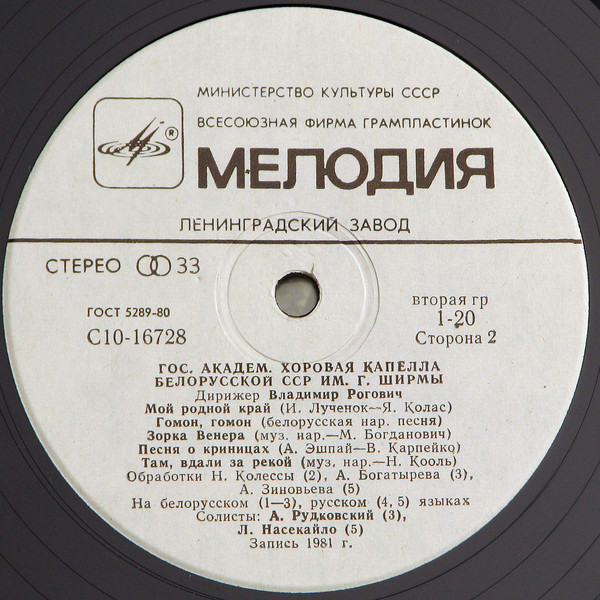 МИНИСТЕРСТВО КУЛЬТУРЫ СССР
ВСЕСОЮЗНАЯ ФИРМА ГРАМПЛАСТИНОК
®
МЕЛОДИЯ
ЛЕНИНГРАДСКИЙ ЗАВОД
СТЕРЕО 33
ГОСТ 5289-80
С10-16728
вторая гр
1-20
Сторона 2
ГОС. АКАДЕМ. ХОРОВАЯ КАПЕЛЛА
БЕЛОРУССКОЙ ССР ИМ. Г. ШИРМЫ
Дирижер Владимир Рогович
Мой родной край (И. Лученок—Я. Колас)
Гомон, гомон (белорусская нар. песня)
Зорка Венера (муз. нар.—М. Богданович)
Песня о криницах (А. Эшпай—В. Карпейко)
Там, вдали за рекой (муз. нар.—Н. Кооль)
Обработки Н. Колессы (2), А. Богатырева (3),
А. Зиновьева (5)
На белорусском (1—3), русском (4, 5) языках
Солисты: А. Рудковский (3),
Л. Насекайло (5)
Запись 1981 г.